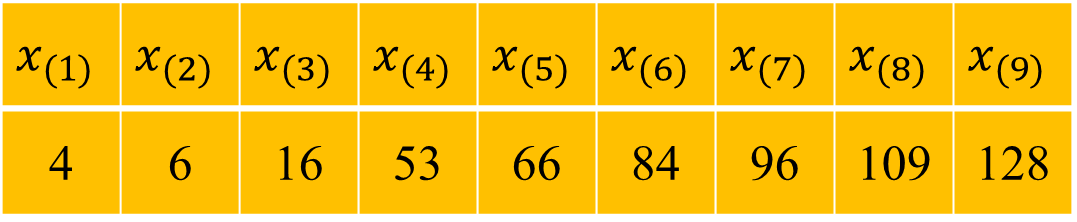 x(1) x(2) x(3) x(4) x(5) x(6) x(7) x(8) x(9)
4 6 16 53 66 84 96 109 128